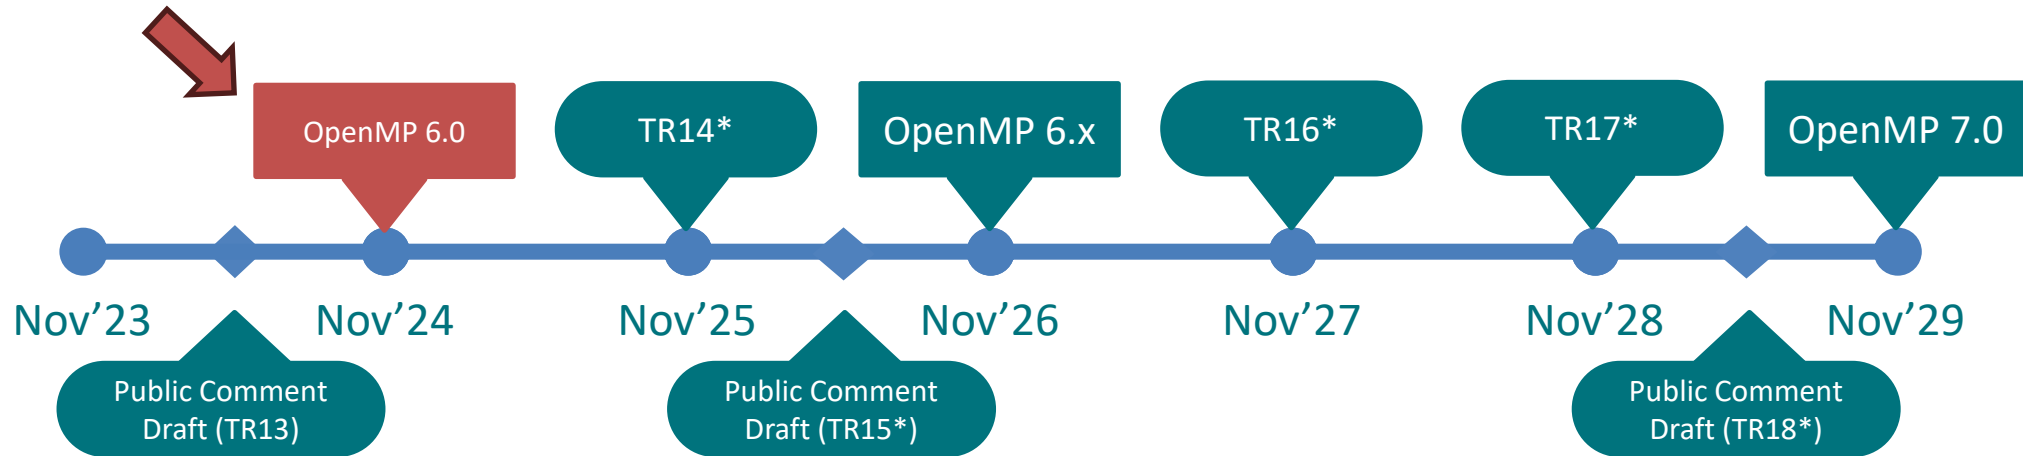 OpenMP 6.0
TR14*
OpenMP 6.x
TR16*
TR17*
OpenMP 7.0
Nov’23
Nov’24
Nov’25
Nov’26
Nov’27
Nov’28
Nov’29
Public Comment
Draft (TR13)
Public Comment
Draft (TR15*)
Public Comment
Draft (TR18*)